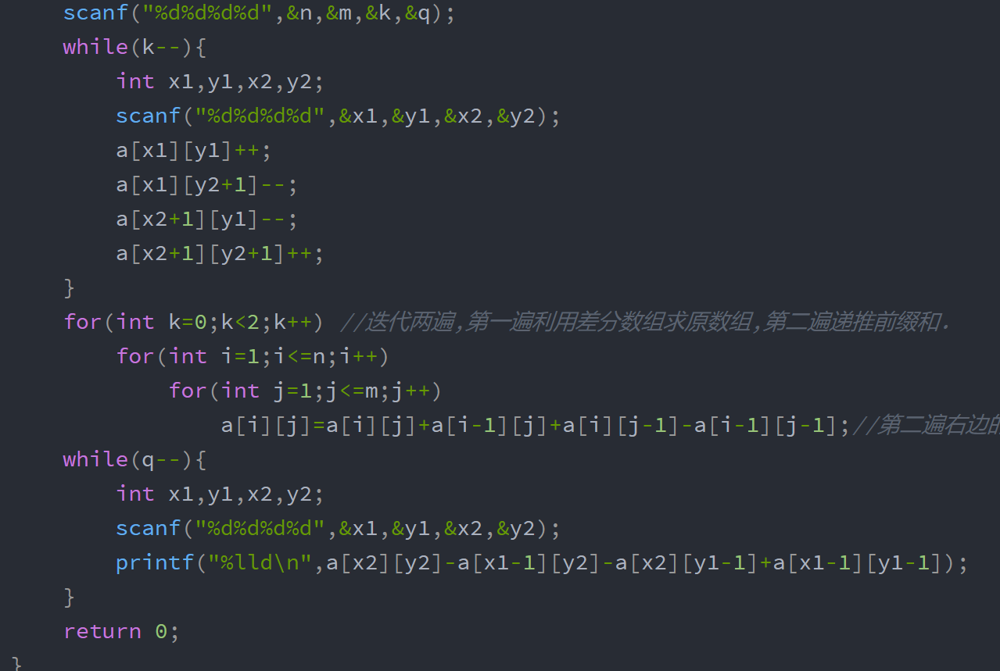 scanf("%d%d%d%d",&n,&m,&k,&q);
while(k--){
int x1,y1,x2,y2;
scanf("%d%d%d%d",&x1,&y1,&x2,&y2);
a[x1][y1]++;
a[x1][y2+1]--;
a[x2+1][y1]--;
a[x2+1][y2+1]++;
}
for(int k=0;k<2;k++) //迭代两遍,第一遍利用差分数组求原数组,第二遍递推前缀和.
for(int i=1;i<=n;i++)
for(int j=1;j<=m;j++)
a[i][j]=a[i][j]+a[i-1][j]+a[i][j-1]-a[i-1][j-1];//第二遍右边的
while(q--){
int x1,y1,x2,y2;
scanf("%d%d%d%d",&x1,&y1,&x2,&y2);
printf("%lld\n",a[x2][y2]-a[x1-1][y2]-a[x2][y1-1]+a[x1-1][y1-1]);
}
return 0;
}